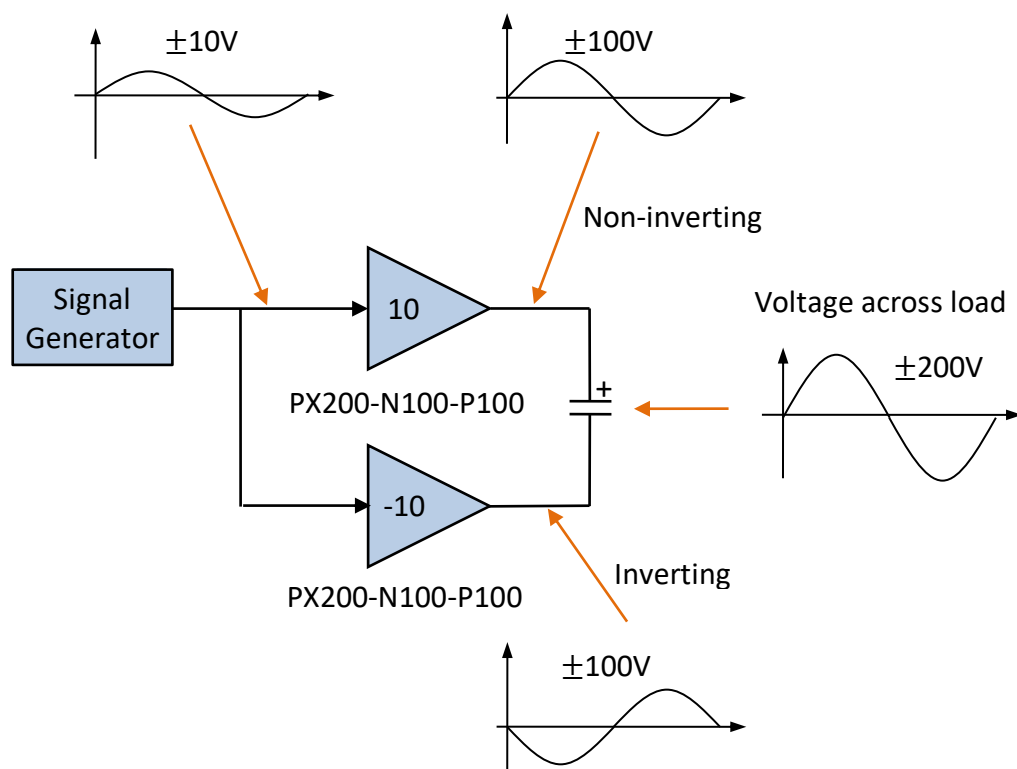 ±10V
±100V
Non-inverting
Signal
Generator
10
Voltage across load
PX200-N100-P100
+
±200V
-10
Inverting
PX200-N100-P100
±100V